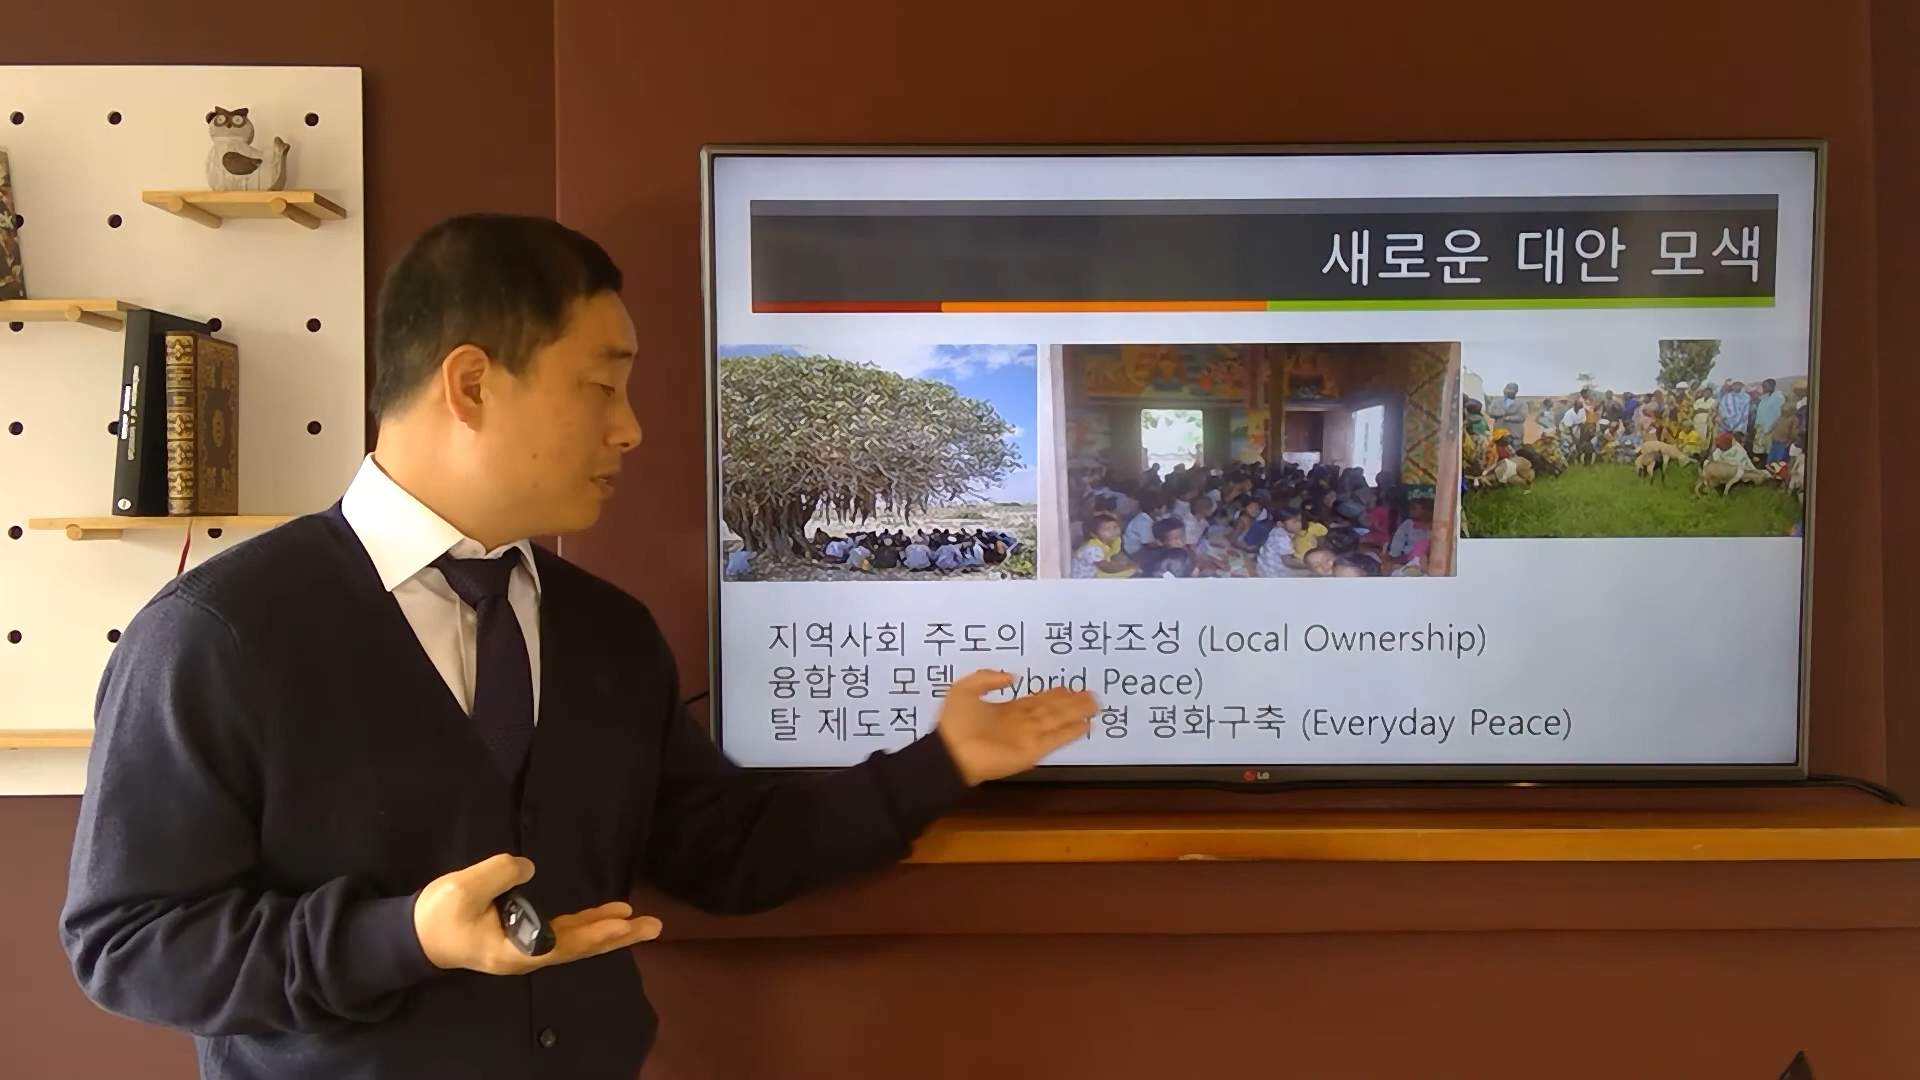 새로운 대안 모색
지역사회 주도의 평화조성 (Local Ownership)
융합형 모델 Hybrid Peace)
탈 제도적 형 평화구축 (Everyday Peace)
LG